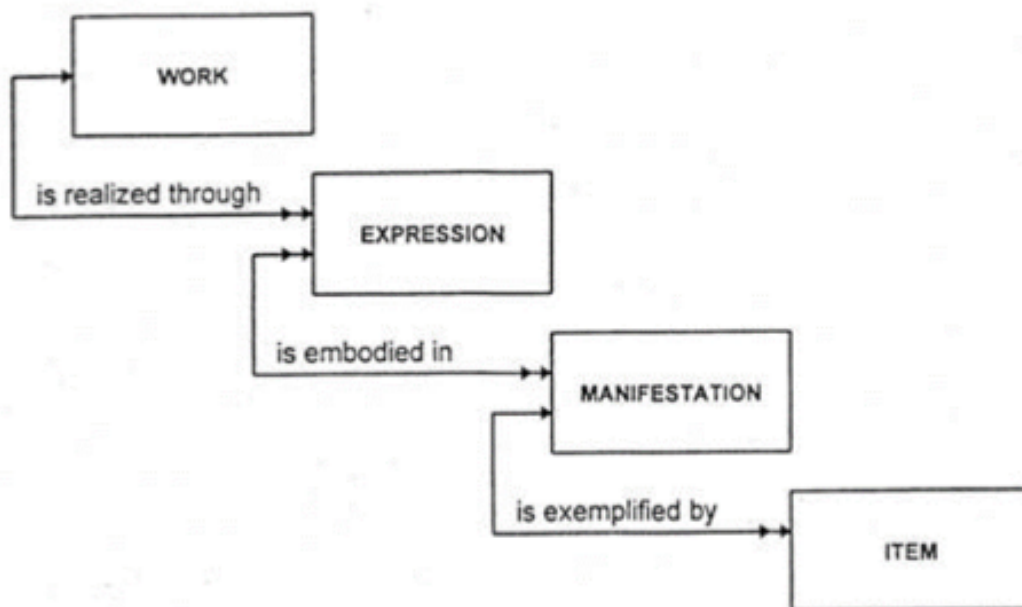 WORK
is realized through
EXPRESSION
is embodied in
MANIFESTATION
is exemplified by
ITEM